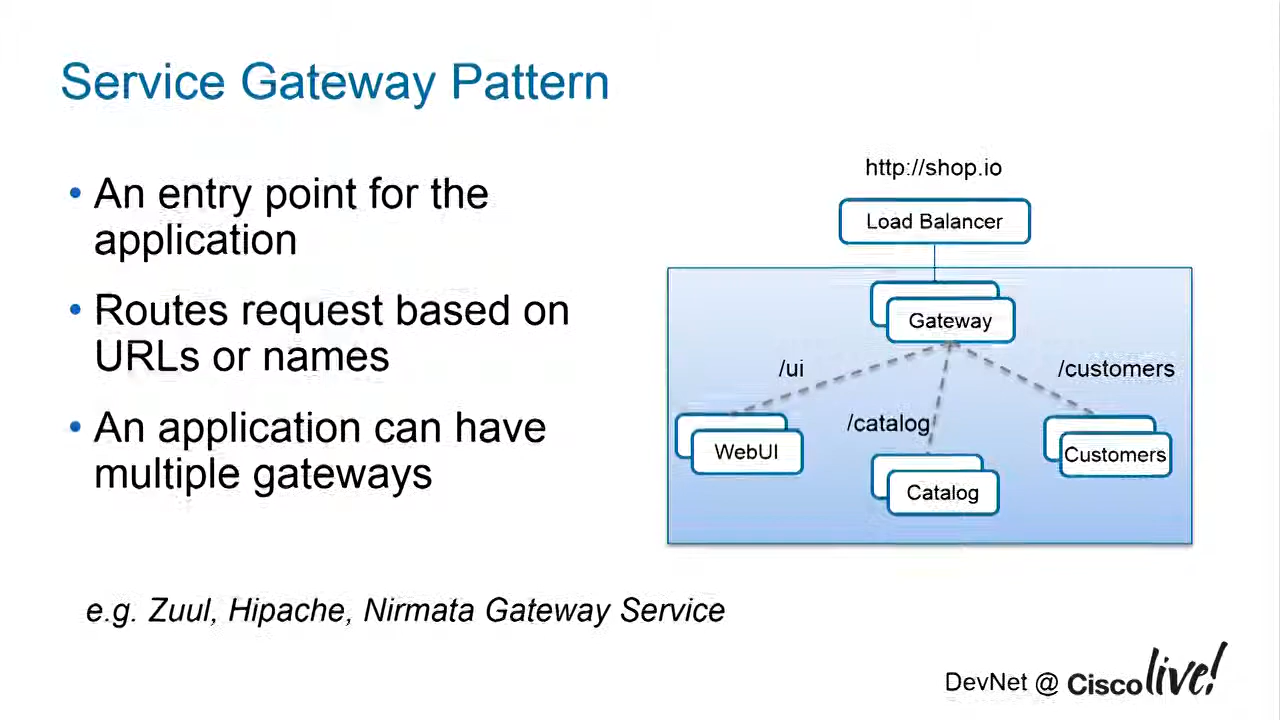 Service Gateway Pattern
• An entry point for the
application
• Routes request based on
URLs or names
• An application can have
multiple gateways
e.g. Zuul, Hipache, Nirmata Gateway Service
http://shop.io
Load Balancer
Gateway
/ui
/customers
/catalog
WebUI
Customers
Catalog
DevNet @ Cisco live!